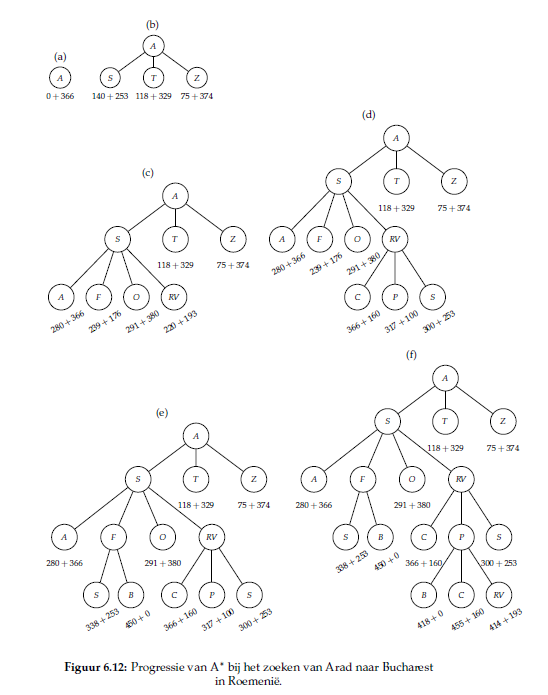 (a)
A
0+366
(b)
A
S T Z
140+253 118+329 75+374
(c)
A
S T Z
118+329 75+374
A F O RV
280+366 239+176 291+380 220+193
(d)
A
S T Z
118+329 75+374
A F O RV
280+366 239+176 291+380
C P S
366+160 317+100 300+253
(e)
A
S T Z
118+329 75+374
A F O RV
280+366 291+380
S B C P S
338+253 450+0 366+160 317+100 300+253
(f)
A
S T Z
118+329 75+374
A F O RV
280+366 291+380
S B C P S
338+253 450+0 366+160 300+253
B C RV
418+0 455+160 414+193
Figuur 6.12: Progressie van A* bij het zoeken van Arad naar Bucharest
in Roemenië.